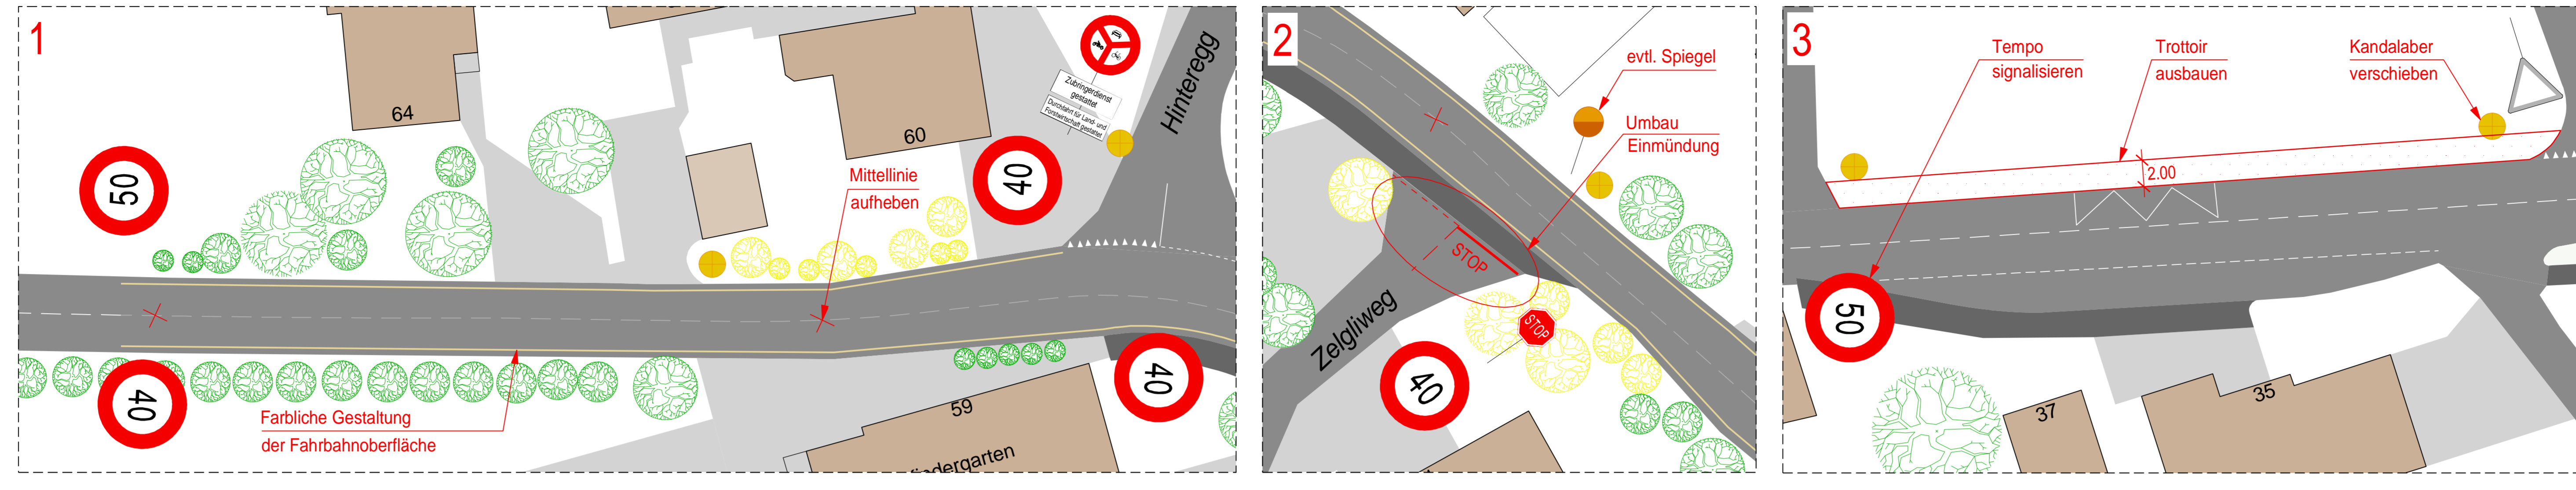 1
64
60
Zubringerdienst
gestattet
Durchfahrt für Land- und
Forstwirtschaft gestattet
Hinteregg
50
40
Mittellinie
aufheben
40
40
Farbliche Gestaltung
der Fahrbahnoberfläche
59
Kindergarten
2
evtl. Spiegel
Umbau
Einmündung
STOP
Zelgliweg
STOP
40
3
Tempo
signalisieren
Trottoir
ausbauen
Kandalaber
verschieben
2.00
50
37
35